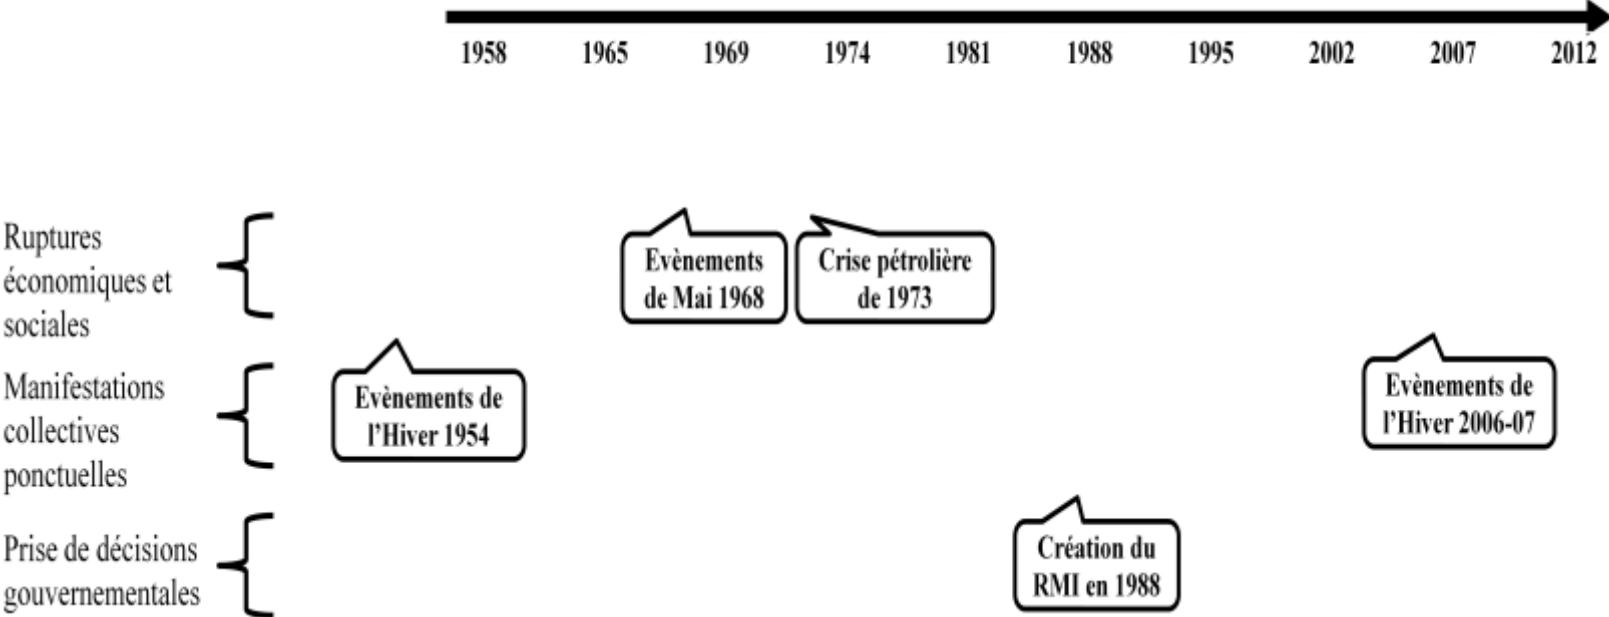 1958 1965 1969 1974 1981 1988 1995 2002 2007 2012
Ruptures
économiques et
sociales
Evènements
de Mai 1968
Crise pétrolière
de 1973
Manifestations
collectives
ponctuelles
Evènements de
l’Hiver 1954
Evènements de
l’Hiver 2006-07
Prise de décisions
gouvernementales
Création du
RMI en 1988